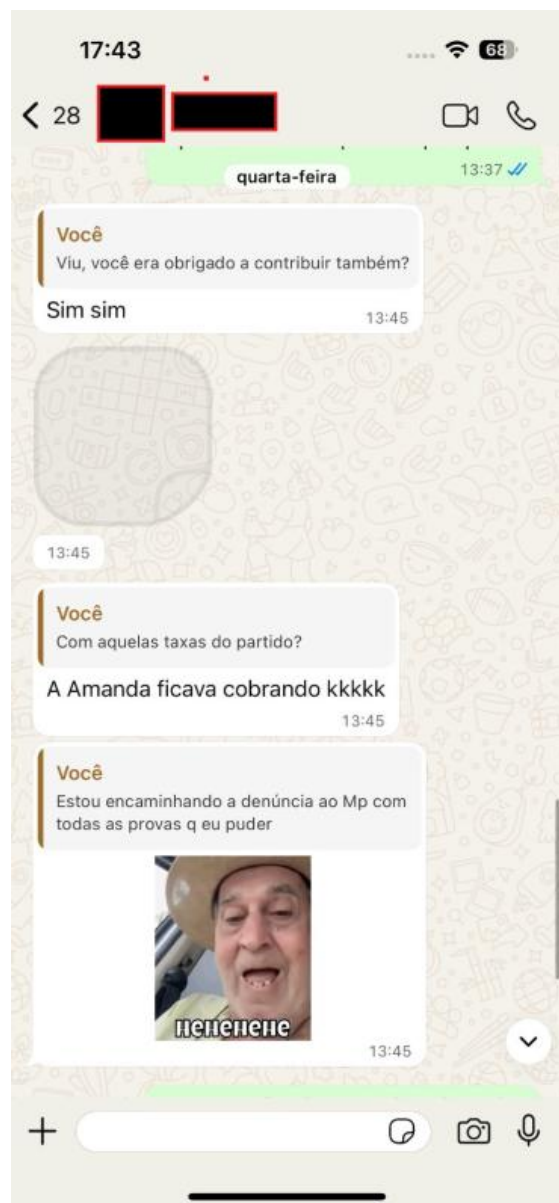 17:43
68
28
13:37
quarta-feira
Você
Viu, você era obrigado a contribuir também?
Sim sim
13:45
13:45
Você
Com aquelas taxas do partido?
A Amanda ficava cobrando kkkkk
13:45
Você
Estou encaminhando a denúncia ao Mp com
todas as provas q eu puder
HEHEHEHE
13:45